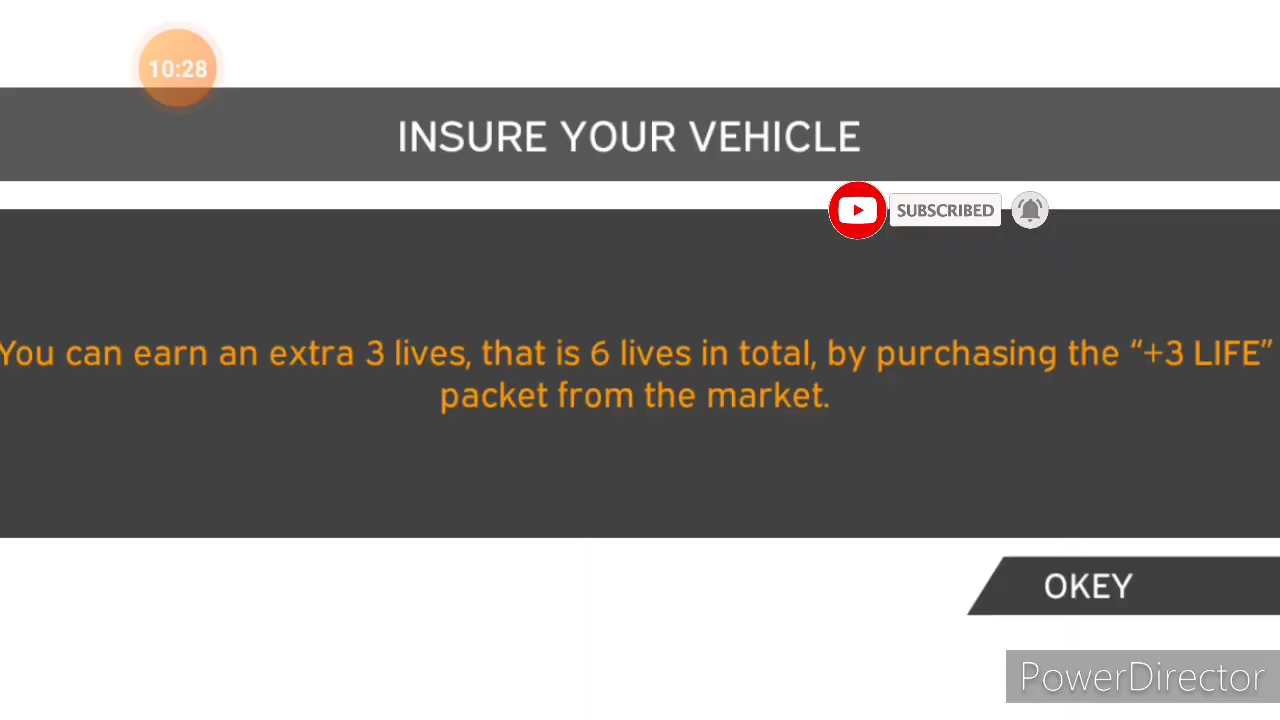 10:28
INSURE YOUR VEHICLE
SUBSCRIBED
You can earn an extra 3 lives, that is 6 lives in total, by purchasing the “+3 LIFE”
packet from the market.
OKEY
PowerDirector